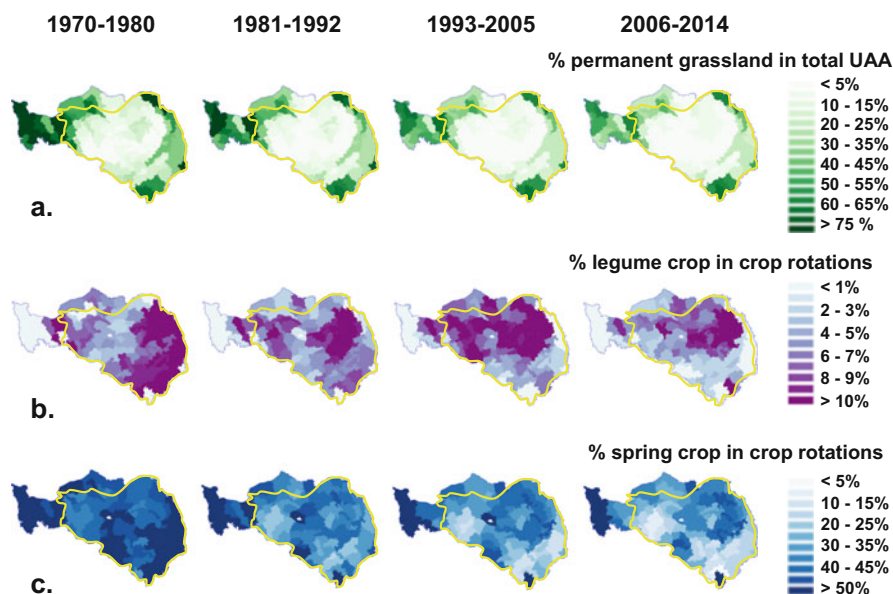 1970-1980 1981-1992 1993-2005 2006-2014
% permanent grassland in total UAA
< 5%
10 - 15%
20 - 25%
30 - 35%
40 - 45%
50 - 55%
60 - 65%
> 75 %
a.
% legume crop in crop rotations
< 1%
2 - 3%
4 - 5%
6 - 7%
8 - 9%
> 10%
b.
% spring crop in crop rotations
< 5%
10 - 15%
20 - 25%
30 - 35%
40 - 45%
> 50%
c.